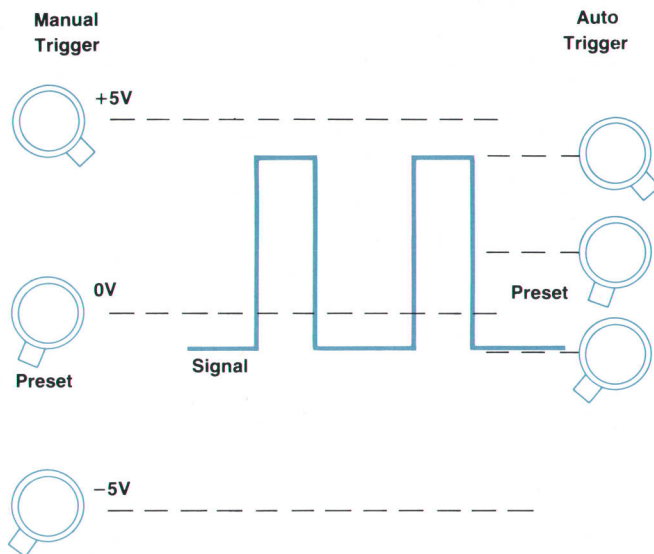 Manual
Trigger
Auto
Trigger
+5V
0V
Preset
Preset
Signal
−5V